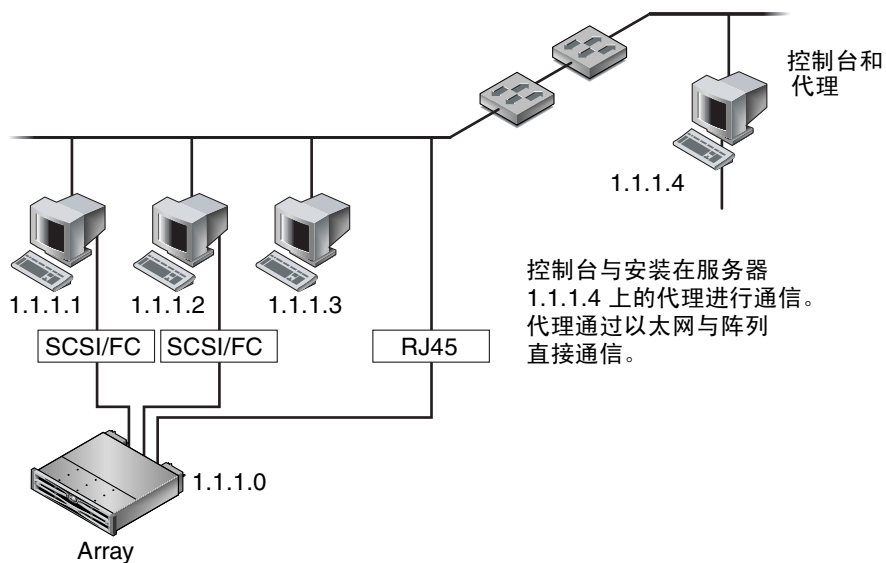 控制台和
代理
1.1.1.4
1.1.1.1
1.1.1.2
1.1.1.3
控制台与安装在服务器
1.1.1.4 上的代理进行通信。
代理通过以太网与阵列
直接通信。
SCSI/FC
SCSI/FC
RJ45
1.1.1.0
Array